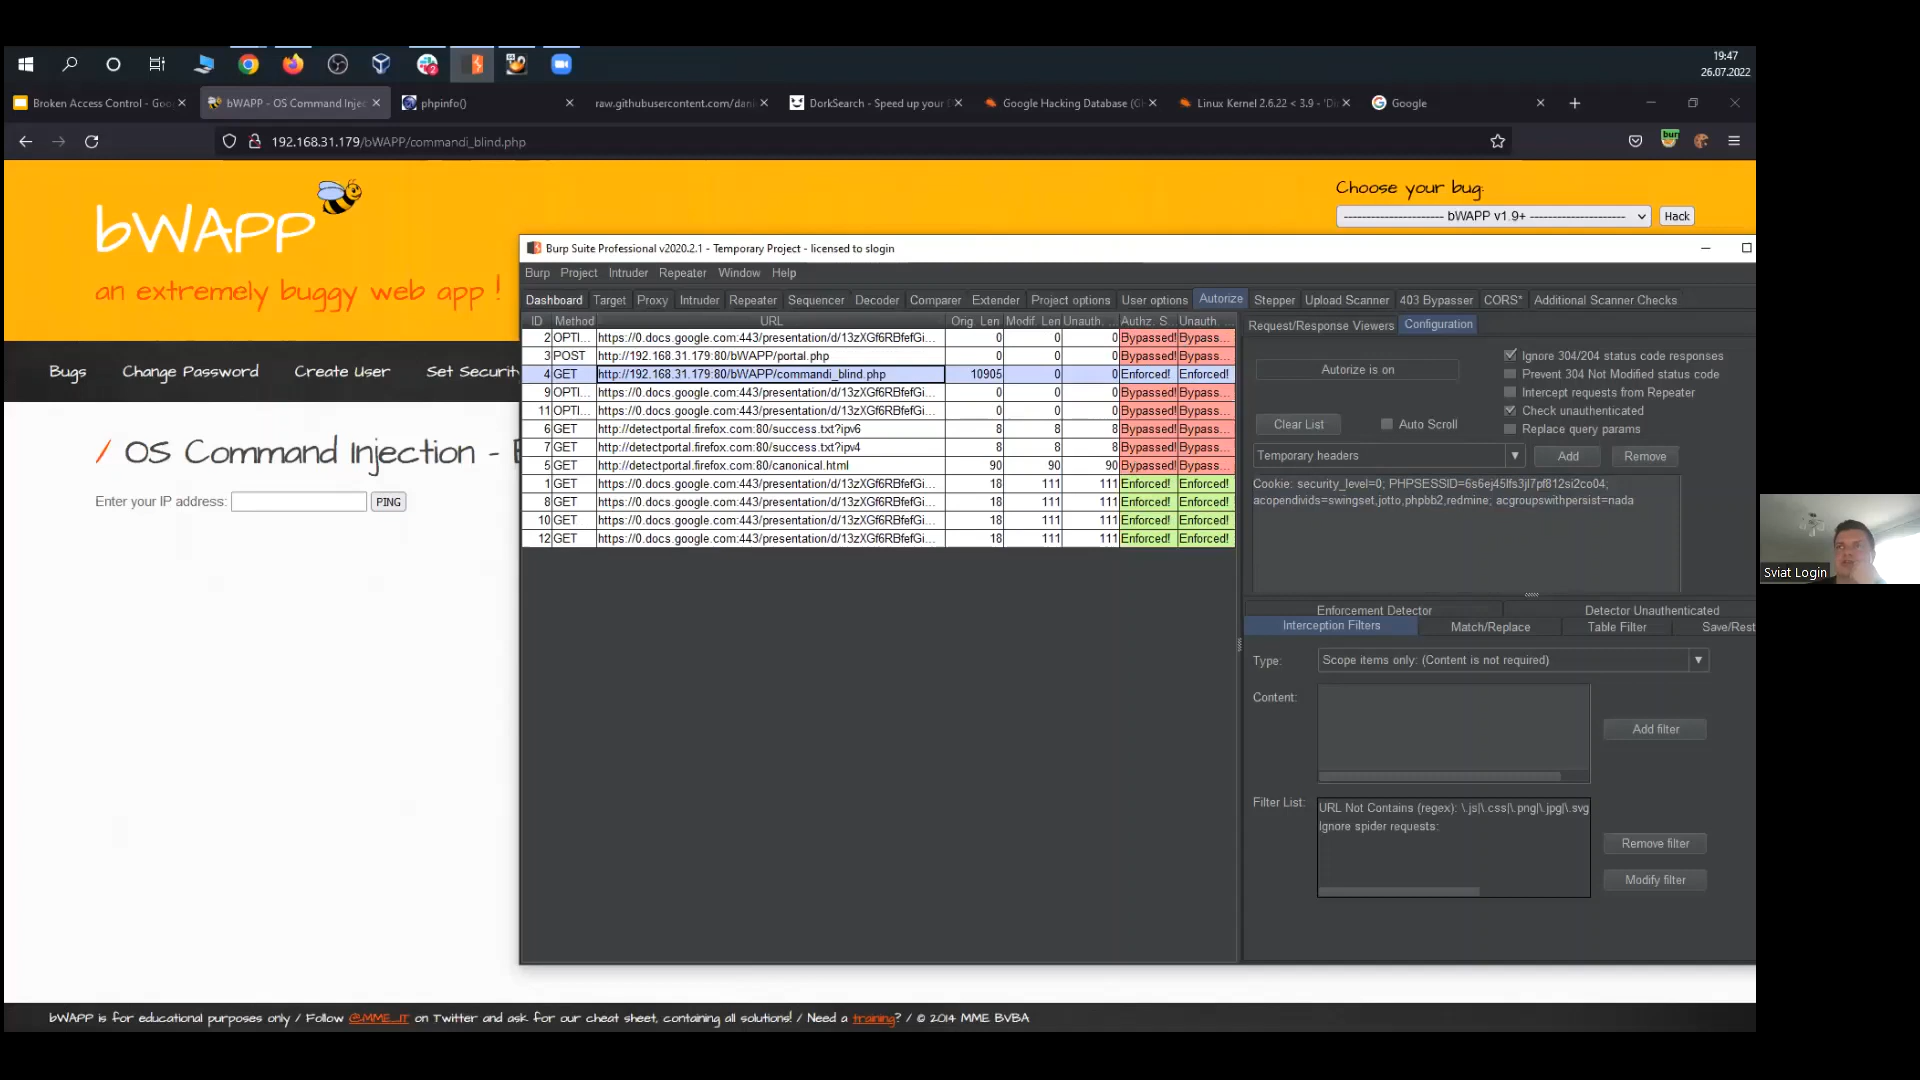 19:47
26.07.2022
Broken Access Control - Goo
bWAPP - OS Command Injec
phpinfo()
raw.githubusercontent.com/dani
DorkSearch - Speed up your D
Google Hacking Database (GH
Linux Kernel 2.6.22 < 3.9 - 'Di
Google
192.168.31.179/bWAPP/commandi_blind.php
bWAPP
an extremely buggy web app !
Choose your bug:
---------------------- bWAPP v1.9+ ----------------------
Hack
Bugs
Change Password
Create User
Set Securit
/ OS Command Injection -
Enter your IP address:
PING
Burp Suite Professional v2020.2.1 - Temporary Project - licensed to slogin
Burp Project Intruder Repeater Window Help
Dashboard Target Proxy Intruder Repeater Sequencer Decoder Comparer Extender Project options User options Autorize Stepper Upload Scanner 403 Bypasser CORS* Additional Scanner Checks
ID Method URL Orig. Len Modif. Len Unauth. ... Authz. S... Unauth. ...
2 OPTI... https://0.docs.google.com:443/presentation/d/13zXGf6RBfefGi... 0 0 0 Bypassed! Bypass...
3 POST http://192.168.31.179:80/bWAPP/portal.php 0 0 0 Bypassed! Bypass...
4 GET http://192.168.31.179:80/bWAPP/commandi_blind.php 10905 0 0 Enforced! Enforced!
9 OPTI... https://0.docs.google.com:443/presentation/d/13zXGf6RBfefGi... 0 0 0 Bypassed! Bypass...
11 OPTI... https://0.docs.google.com:443/presentation/d/13zXGf6RBfefGi... 0 0 0 Bypassed! Bypass...
6 GET http://detectportal.firefox.com:80/success.txt?ipv6 8 8 8 Bypassed! Bypass...
7 GET http://detectportal.firefox.com:80/success.txt?ipv4 8 8 8 Bypassed! Bypass...
5 GET http://detectportal.firefox.com:80/canonical.html 90 90 90 Bypassed! Bypass...
1 GET https://0.docs.google.com:443/presentation/d/13zXGf6RBfefGi... 18 111 111 Enforced! Enforced!
8 GET https://0.docs.google.com:443/presentation/d/13zXGf6RBfefGi... 18 111 111 Enforced! Enforced!
10 GET https://0.docs.google.com:443/presentation/d/13zXGf6RBfefGi... 18 111 111 Enforced! Enforced!
12 GET https://0.docs.google.com:443/presentation/d/13zXGf6RBfefGi... 18 111 111 Enforced! Enforced!
Request/Response Viewers Configuration
Autorize is on
Ignore 304/204 status code responses
Prevent 304 Not Modified status code
Intercept requests from Repeater
Check unauthenticated
Replace query params
Clear List
Auto Scroll
Temporary headers
Add
Remove
Cookie: security_level=0; PHPSESSID=6s6ej45lfs3jl7pf812si2co04;
acopendivids=swingset,jotto,phpbb2,redmine; acgroupswithpersist=nada
Enforcement Detector Detector Unauthenticated
Interception Filters Match/Replace Table Filter Save/Rest
Type: Scope items only: (Content is not required)
Content:
Add filter
Filter List:
URL Not Contains (regex): \.js|\.css|\.png|\.jpg|\.svg
Ignore spider requests:
Remove filter
Modify filter
Sviat Login
bWAPP is for educational purposes only / Follow @MME_IT on Twitter and ask for our cheat sheet, containing all solutions! / Need a training? / © 2014 MME BVBA